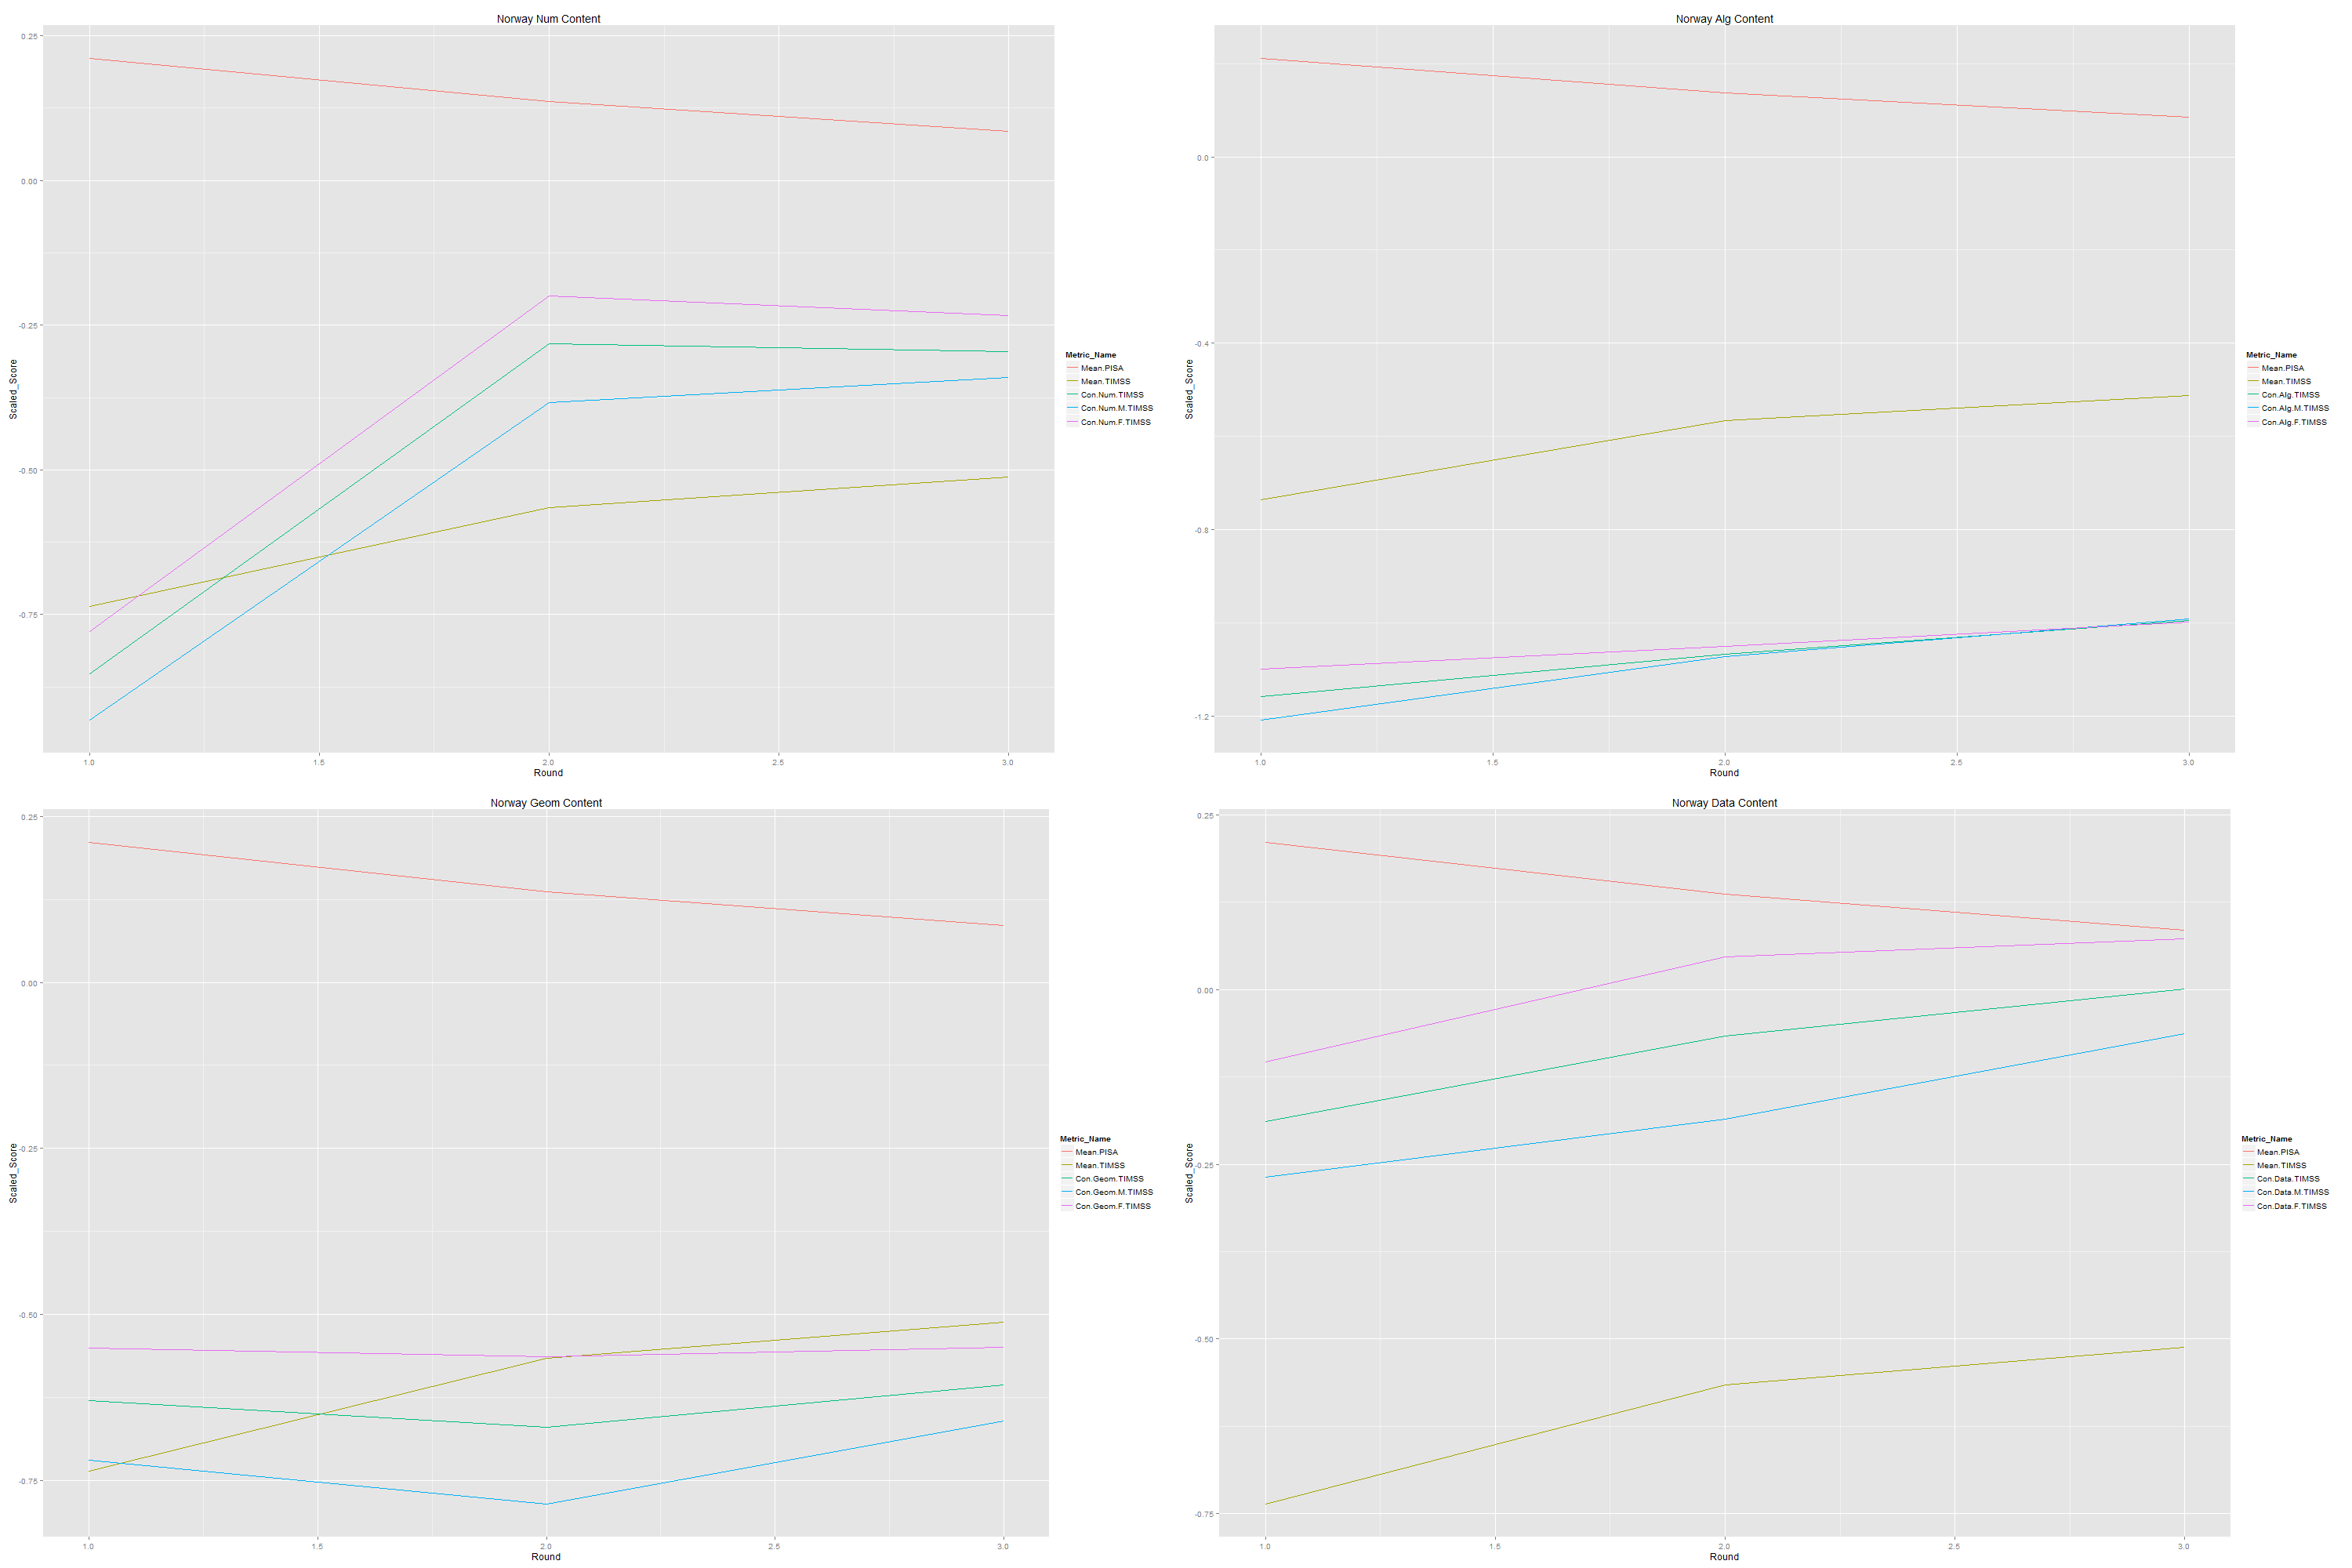 Norway Num Content
Scaled_Score
0.25
0.00
-0.25
-0.50
-0.75
1.0 1.5 2.0 2.5 3.0
Round
Metric_Name
Mean.PISA
Mean.TIMSS
Con.Num.TIMSS
Con.Num.M.TIMSS
Con.Num.F.TIMSS
Norway Alg Content
Scaled_Score
0.0
-0.4
-0.8
-1.2
1.0 1.5 2.0 2.5 3.0
Round
Metric_Name
Mean.PISA
Mean.TIMSS
Con.Alg.TIMSS
Con.Alg.M.TIMSS
Con.Alg.F.TIMSS
Norway Geom Content
Scaled_Score
0.25
0.00
-0.25
-0.50
-0.75
1.0 1.5 2.0 2.5 3.0
Round
Metric_Name
Mean.PISA
Mean.TIMSS
Con.Geom.TIMSS
Con.Geom.M.TIMSS
Con.Geom.F.TIMSS
Norway Data Content
Scaled_Score
0.25
0.00
-0.25
-0.50
-0.75
1.0 1.5 2.0 2.5 3.0
Round
Metric_Name
Mean.PISA
Mean.TIMSS
Con.Data.TIMSS
Con.Data.M.TIMSS
Con.Data.F.TIMSS